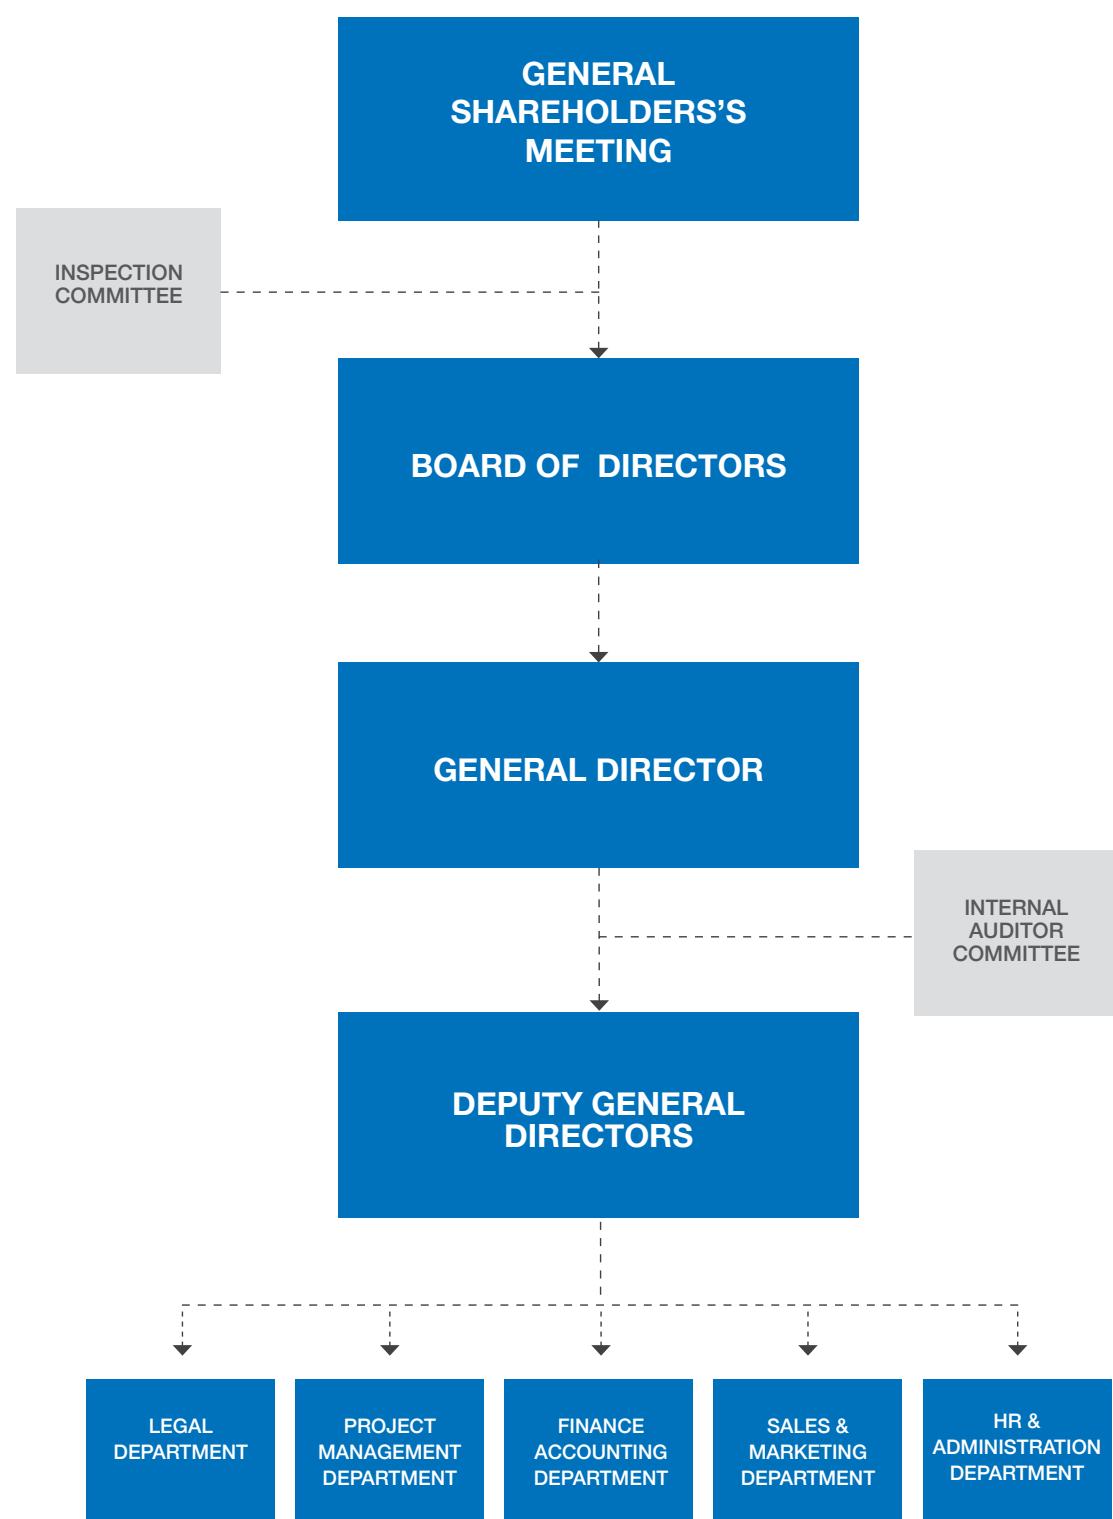 GENERAL
SHAREHOLDERS’S
MEETING
INSPECTION
COMMITTEE
BOARD OF  DIRECTORS
GENERAL DIRECTOR
INTERNAL
AUDITOR
COMMITTEE
DEPUTY GENERAL
DIRECTORS
LEGAL
DEPARTMENT
PROJECT
MANAGEMENT
DEPARTMENT
FINANCE
ACCOUNTING
DEPARTMENT
SALES &
MARKETING
DEPARTMENT
HR &
ADMINISTRATION
DEPARTMENT